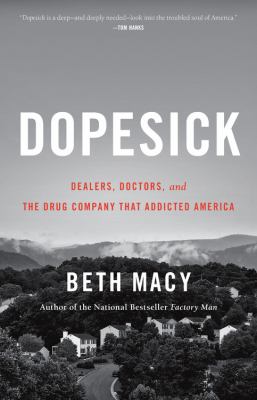 "Dopesick is a deep—and deeply needed—look into the troubled soul of America."
—TOM HANKS
DOPESICK
DEALERS, DOCTORS, and
THE DRUG COMPANY THAT ADDICTED AMERICA
BETH MACY
Author of the National Bestseller Factory Man